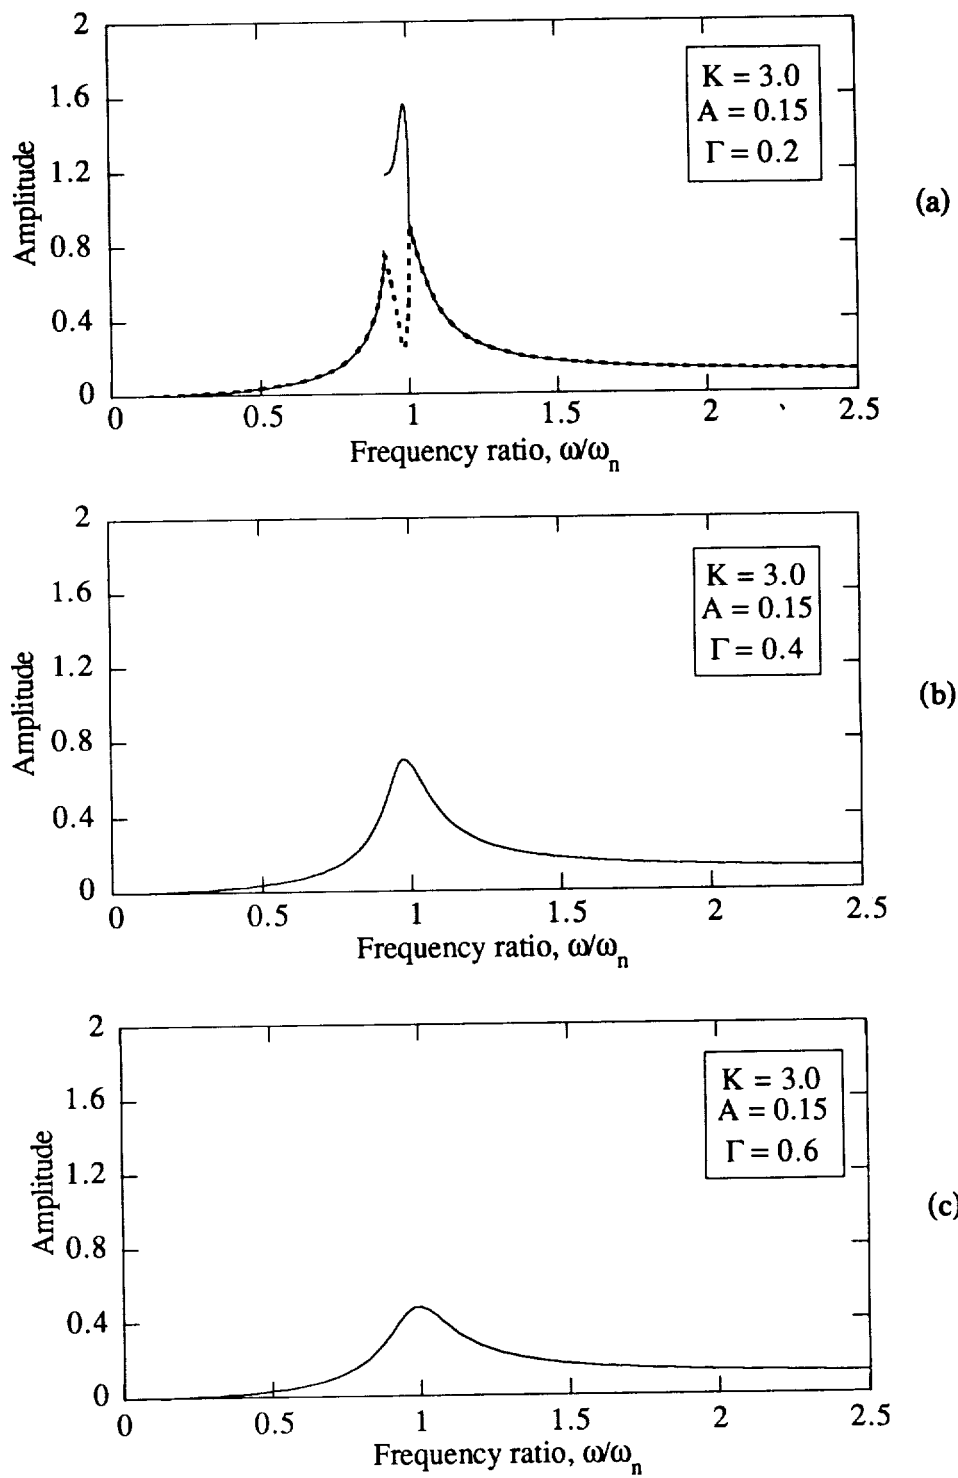 2
1.6
1.2
0.8
0.4
0
Amplitude
K = 3.0
A = 0.15
Γ = 0.2
(a)
0 0.5 1 1.5 2 2.5
Frequency ratio, ω/ωn
2
1.6
1.2
0.8
0.4
0
Amplitude
K = 3.0
A = 0.15
Γ = 0.4
(b)
0 0.5 1 1.5 2 2.5
Frequency ratio, ω/ωn
2
1.6
1.2
0.8
0.4
0
Amplitude
K = 3.0
A = 0.15
Γ = 0.6
(c)
0 0.5 1 1.5 2 2.5
Frequency ratio, ω/ωn